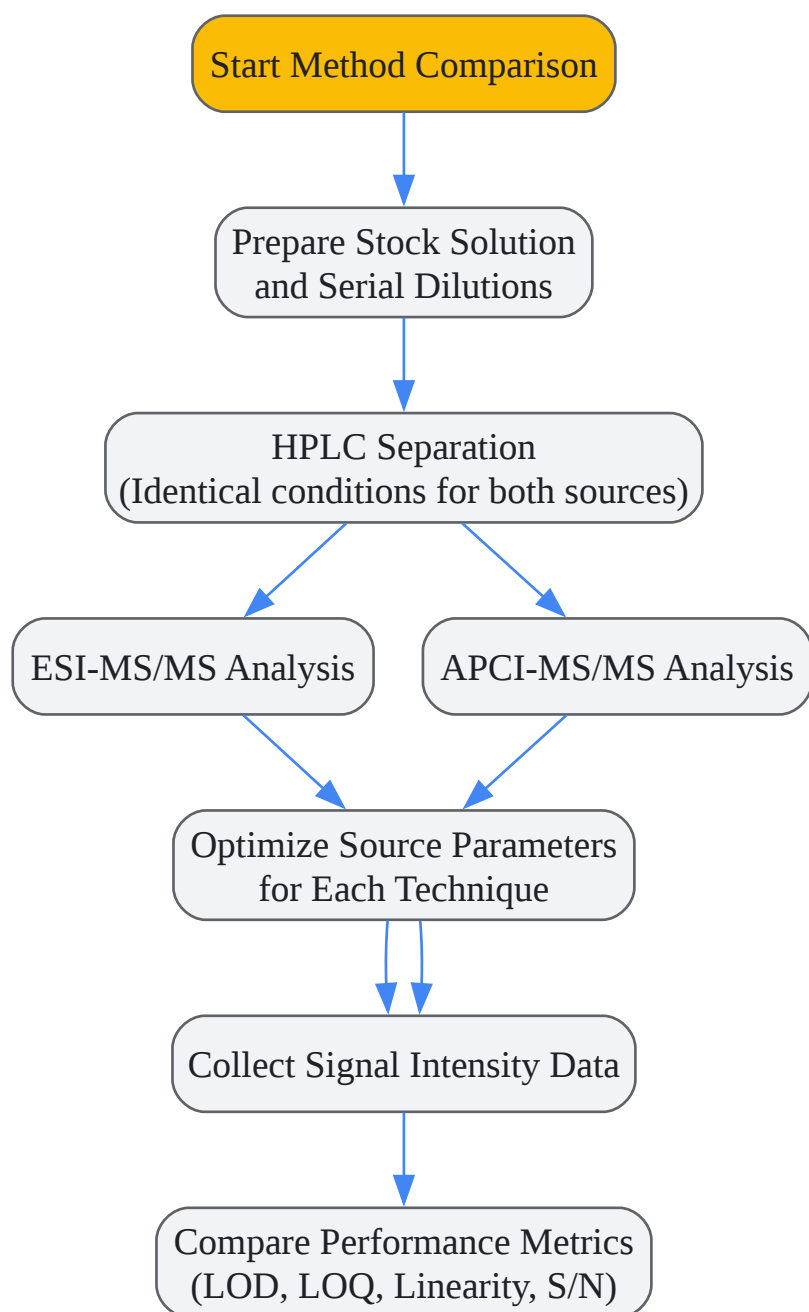 Start Method Comparison
Prepare Stock Solution
and Serial Dilutions
HPLC Separation
(Identical conditions for both sources)
ESI-MS/MS Analysis
APCI-MS/MS Analysis
Optimize Source Parameters
for Each Technique
Collect Signal Intensity Data
Compare Performance Metrics
(LOD, LOQ, Linearity, S/N)